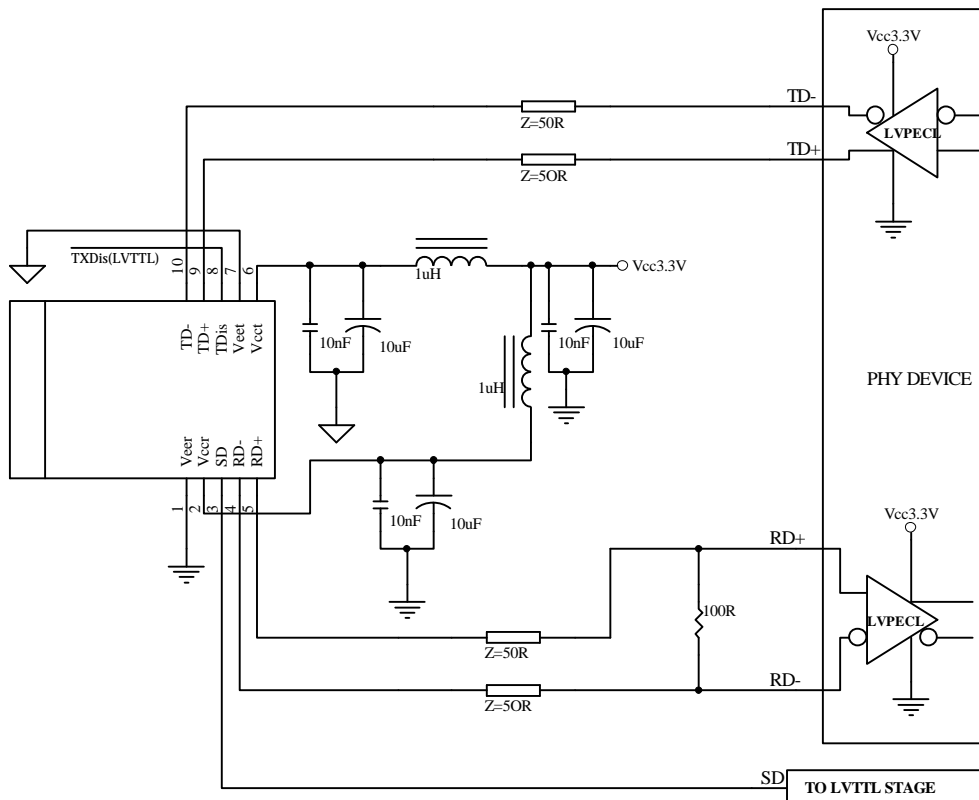 Vcc3.3V
TD-
LVPECL
Z=50R
TD+
Z=5OR
TXDis(LVTTL)
10
9
8
7
6
1uH
Vcc3.3V
TD-
TD+
TDis
Veet
Vcct
10nF
10uF
10nF
10uF
1uH
PHY DEVICE
Veer
Vccr
SD
RD-
RD+
1
2
3
4
5
10nF
10uF
Vcc3.3V
RD+
100R
LVPECL
Z=50R
RD-
Z=5OR
SD
TO LVTTL STAGE